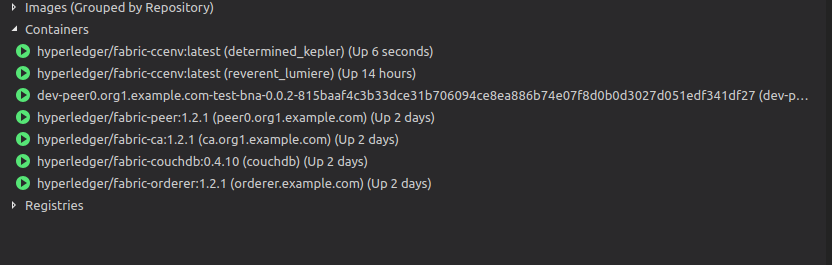 Images (Grouped by Repository)
Containers
hyperledger/fabric-ccenv:latest (determined_kepler) (Up 6 seconds)
hyperledger/fabric-ccenv:latest (reverent_lumiere) (Up 14 hours)
dev-peer0.org1.example.com-test-bna-0.0.2-815baaf4c3b33dce31b706094ce8ea886b74e07f8d0b0d3027d051edf341df27 (dev-p...
hyperledger/fabric-peer:1.2.1 (peer0.org1.example.com) (Up 2 days)
hyperledger/fabric-ca:1.2.1 (ca.org1.example.com) (Up 2 days)
hyperledger/fabric-couchdb:0.4.10 (couchdb) (Up 2 days)
hyperledger/fabric-orderer:1.2.1 (orderer.example.com) (Up 2 days)
Registries